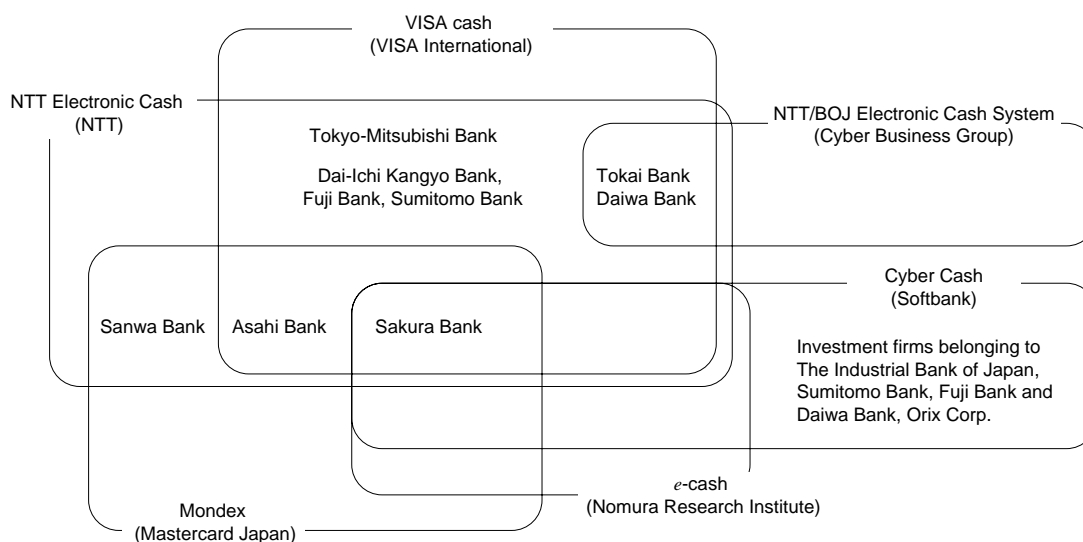 VISA cash
(VISA International)
NTT Electronic Cash
(NTT)
NTT/BOJ Electronic Cash System
(Cyber Business Group)
Tokyo-Mitsubishi Bank
Dai-Ichi Kangyo Bank,
Fuji Bank, Sumitomo Bank
Tokai Bank
Daiwa Bank
Cyber Cash
(Softbank)
Sanwa Bank
Asahi Bank
Sakura Bank
Investment firms belonging to
The Industrial Bank of Japan,
Sumitomo Bank, Fuji Bank and
Daiwa Bank, Orix Corp.
e-cash
(Nomura Research Institute)
Mondex
(Mastercard Japan)